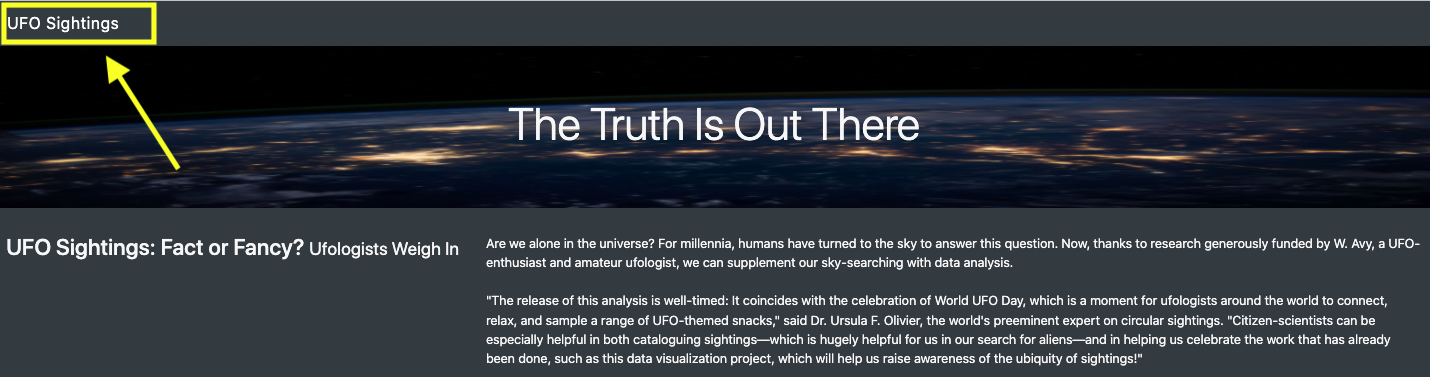 UFO Sightings
The Truth Is Out There
UFO Sightings: Fact or Fancy? Ufologists Weigh In
Are we alone in the universe? For millennia, humans have turned to the sky to answer this question. Now, thanks to research generously funded by W. Avy, a UFO-
enthusiast and amateur ufologist, we can supplement our sky-searching with data analysis.
"The release of this analysis is well-timed: It coincides with the celebration of World UFO Day, which is a moment for ufologists around the world to connect,
relax, and sample a range of UFO-themed snacks," said Dr. Ursula F. Olivier, the world's preeminent expert on circular sightings. "Citizen-scientists can be
especially helpful in both cataloguing sightings—which is hugely helpful for us in our search for aliens—and in helping us celebrate the work that has already
been done, such as this data visualization project, which will help us raise awareness of the ubiquity of sightings!"